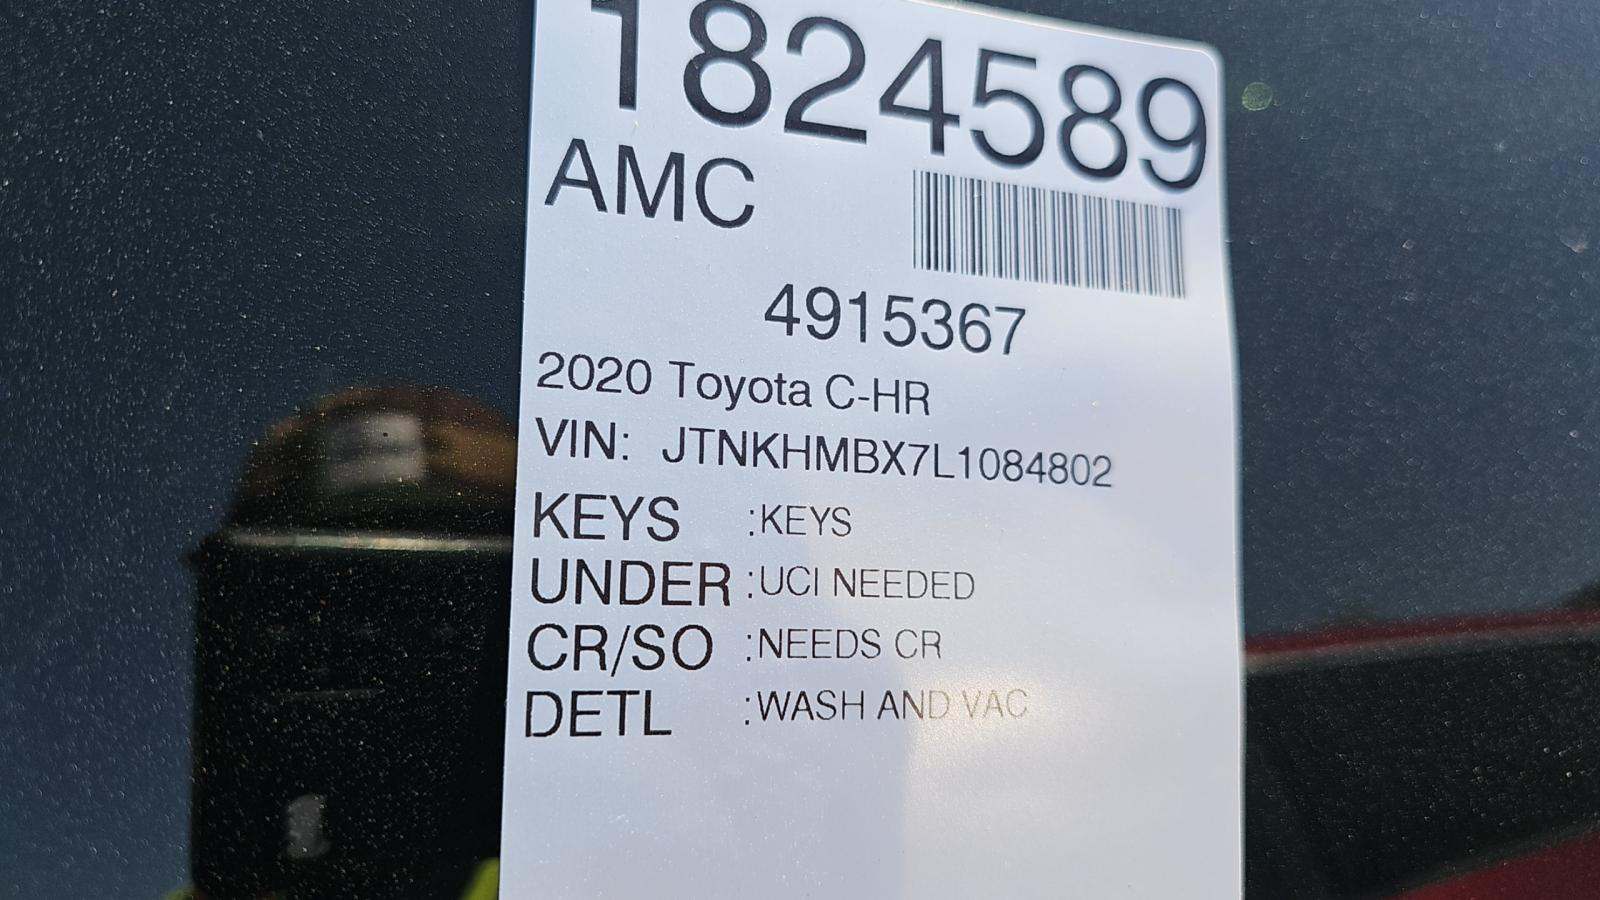 1824589
AMC
4915367
2020 Toyota C-HR
VIN: JTNKHMBX7L1084802
KEYS :KEYS
UNDER :UCI NEEDED
CR/SO :NEEDS CR
DETL :WASH AND VAC